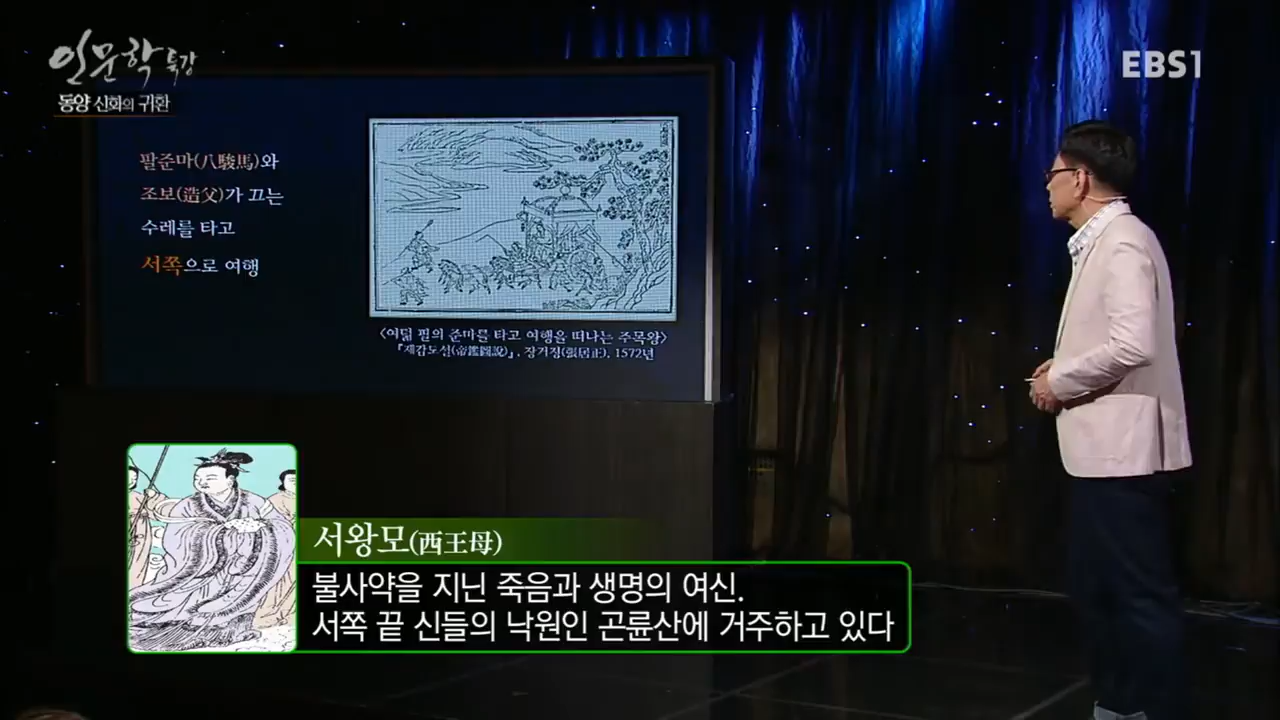 인문학 특강
동양 신화의 귀환
EBS1
팔준마(八駿馬)와
조보(造父)가 끄는
수레를 타고
서쪽으로 여행
<여덟 필의 준마를 타고 여행을 떠나는 주목왕>
『제감도설(帝鑑圖說)』, 장거정(張居正), 1572년
서왕모(西王母)
불사약을 지닌 죽음과 생명의 여신.
서쪽 끝 신들의 낙원인 곤륜산에 거주하고 있다